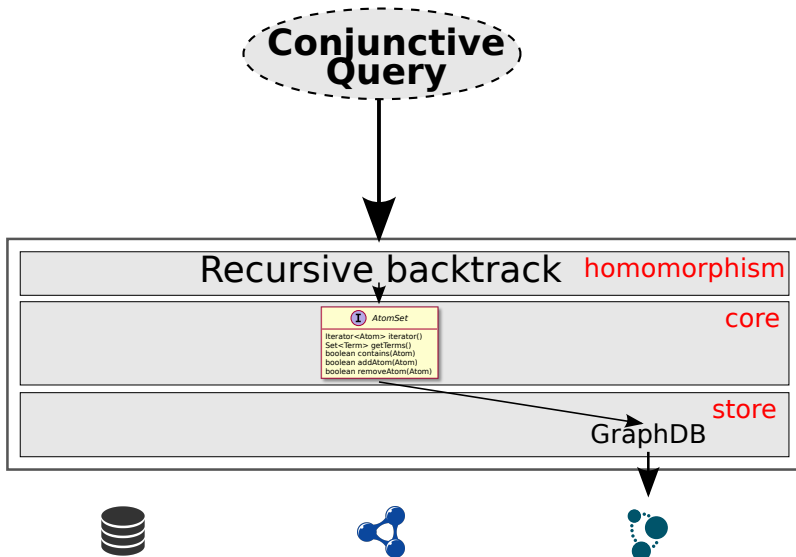 Conjunctive
Query
Recursive backtrack
homomorphism
core
I AtomSet
Iterator<Atom> iterator()
Set<Term> getTerms()
boolean contains(Atom)
boolean addAtom(Atom)
boolean removeAtom(Atom)
store
GraphDB